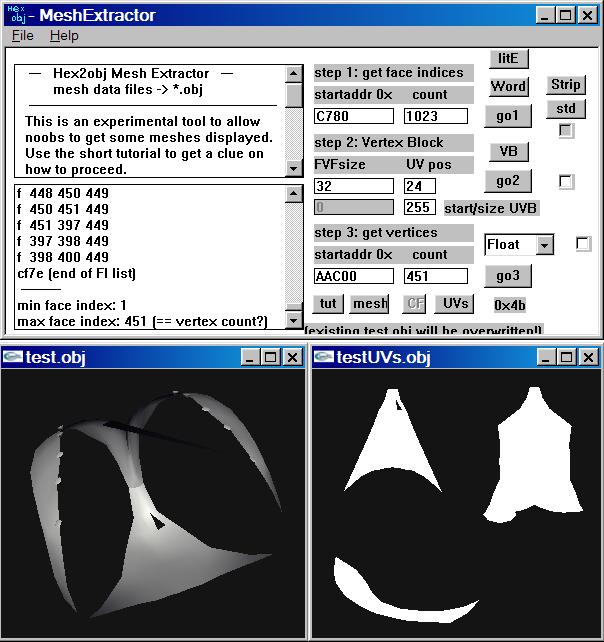 Hex obj - MeshExtractor
File Help
— Hex2obj Mesh Extractor —
mesh data files -> *.obj
This is an experimental tool to allow
noobs to get some meshes displayed.
Use the short tutorial to get a clue on
how to proceed.
f 448 450 449
f 450 451 449
f 451 397 449
f 397 398 449
f 398 400 449
cf7e (end of FI list)
min face index: 1
max face index: 451 (== vertex count?)
step 1: get face indices
startaddr 0x count
C780 1023
step 2: Vertex Block
FVFsize UV pos
32 24
0 255 start/size UVB
step 3: get vertices
startaddr 0x count
AAC00 451
tut mesh CF UVs 0x4b
(existing test.obj will be overwritten!)
litE
Word
go1
VB
go2
Float
go3
Strip
std
test.obj
testUVs.obj